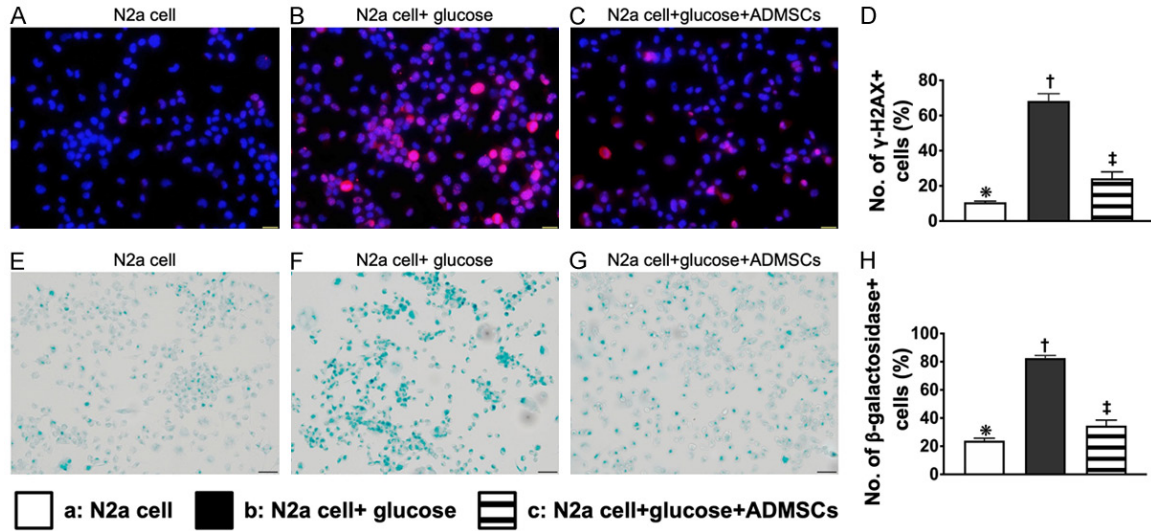 A N2a cell
B N2a cell+ glucose
C N2a cell+glucose+ADMSCs
D
No. of γ-H2AX+
cells (%)
80
60
40
20
0
*
†
‡
E N2a cell
F N2a cell+ glucose
G N2a cell+glucose+ADMSCs
H
No. of β-galactosidase+
cells (%)
100
80
60
40
20
0
*
†
‡
a: N2a cell
b: N2a cell+ glucose
c: N2a cell+glucose+ADMSCs